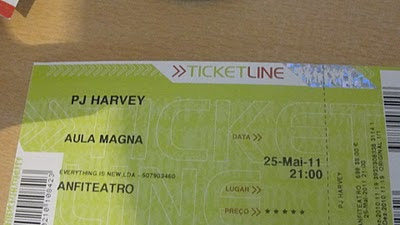 TICKETLINE
PJ HARVEY
AULA MAGNA
DATA
25-Mai-11
21:00
EVERYTHING IS NEW, LDA - 507903460
ANFITEATRO
LUGAR
PREÇO *****
PJ HARVEY
ANFITEATRO